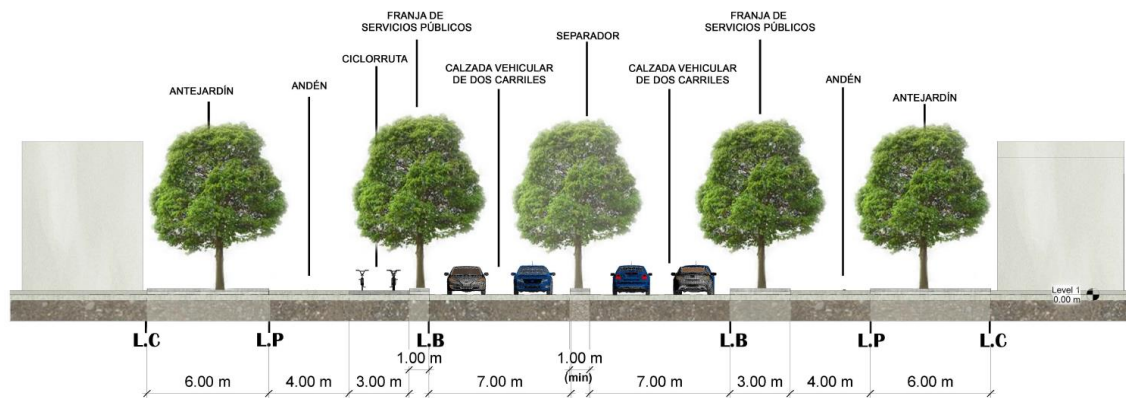 FRANJA DE
SERVICIOS PÚBLICOS
SEPARADOR
FRANJA DE
SERVICIOS PÚBLICOS
CICLORRUTA
CALZADA VEHICULAR
DE DOS CARRILES
CALZADA VEHICULAR
DE DOS CARRILES
ANTEJARDÍN
ANDÉN
ANDÉN
ANTEJARDÍN
Level 1
0.00 m
L.C
L.P
L.B
L.B
L.P
L.C
1.00 m
1.00 m
(min)
6.00 m
4.00 m
3.00 m
7.00 m
7.00 m
3.00 m
4.00 m
6.00 m